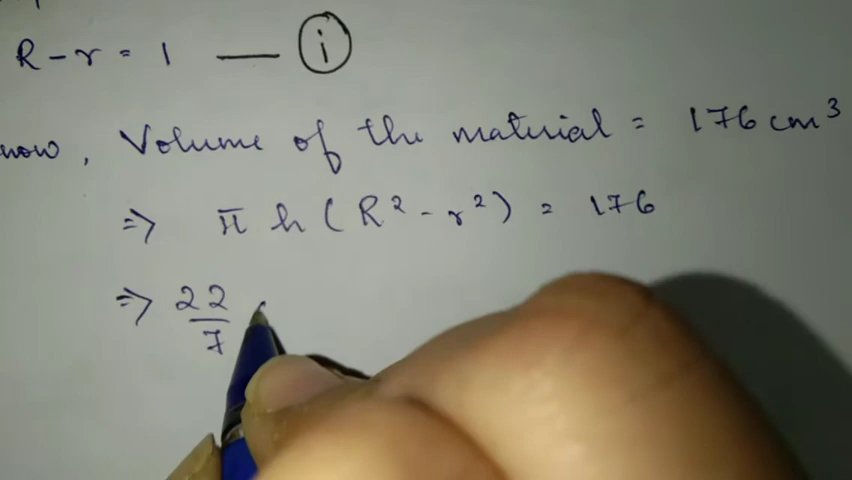 R - r = 1 — (i)
now, Volume of the material = 176 cm³
⇒ π h (R² - r²) = 176
⇒ 22/7